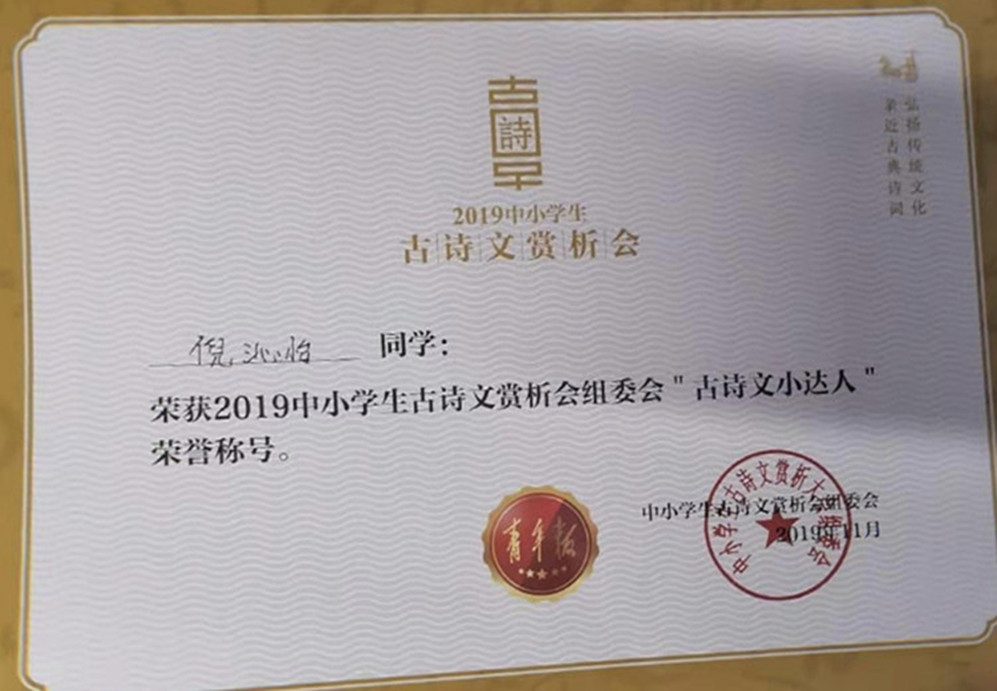 古詩文
2019中小学生
古诗文赏析会
弘扬传统文化
亲近古典诗词
倪沁怡 同学：
荣获2019中小学生古诗文赏析会组委会"古诗文小达人"
荣誉称号。
中小学生古诗文赏析会组委会
2019年11月
青年报